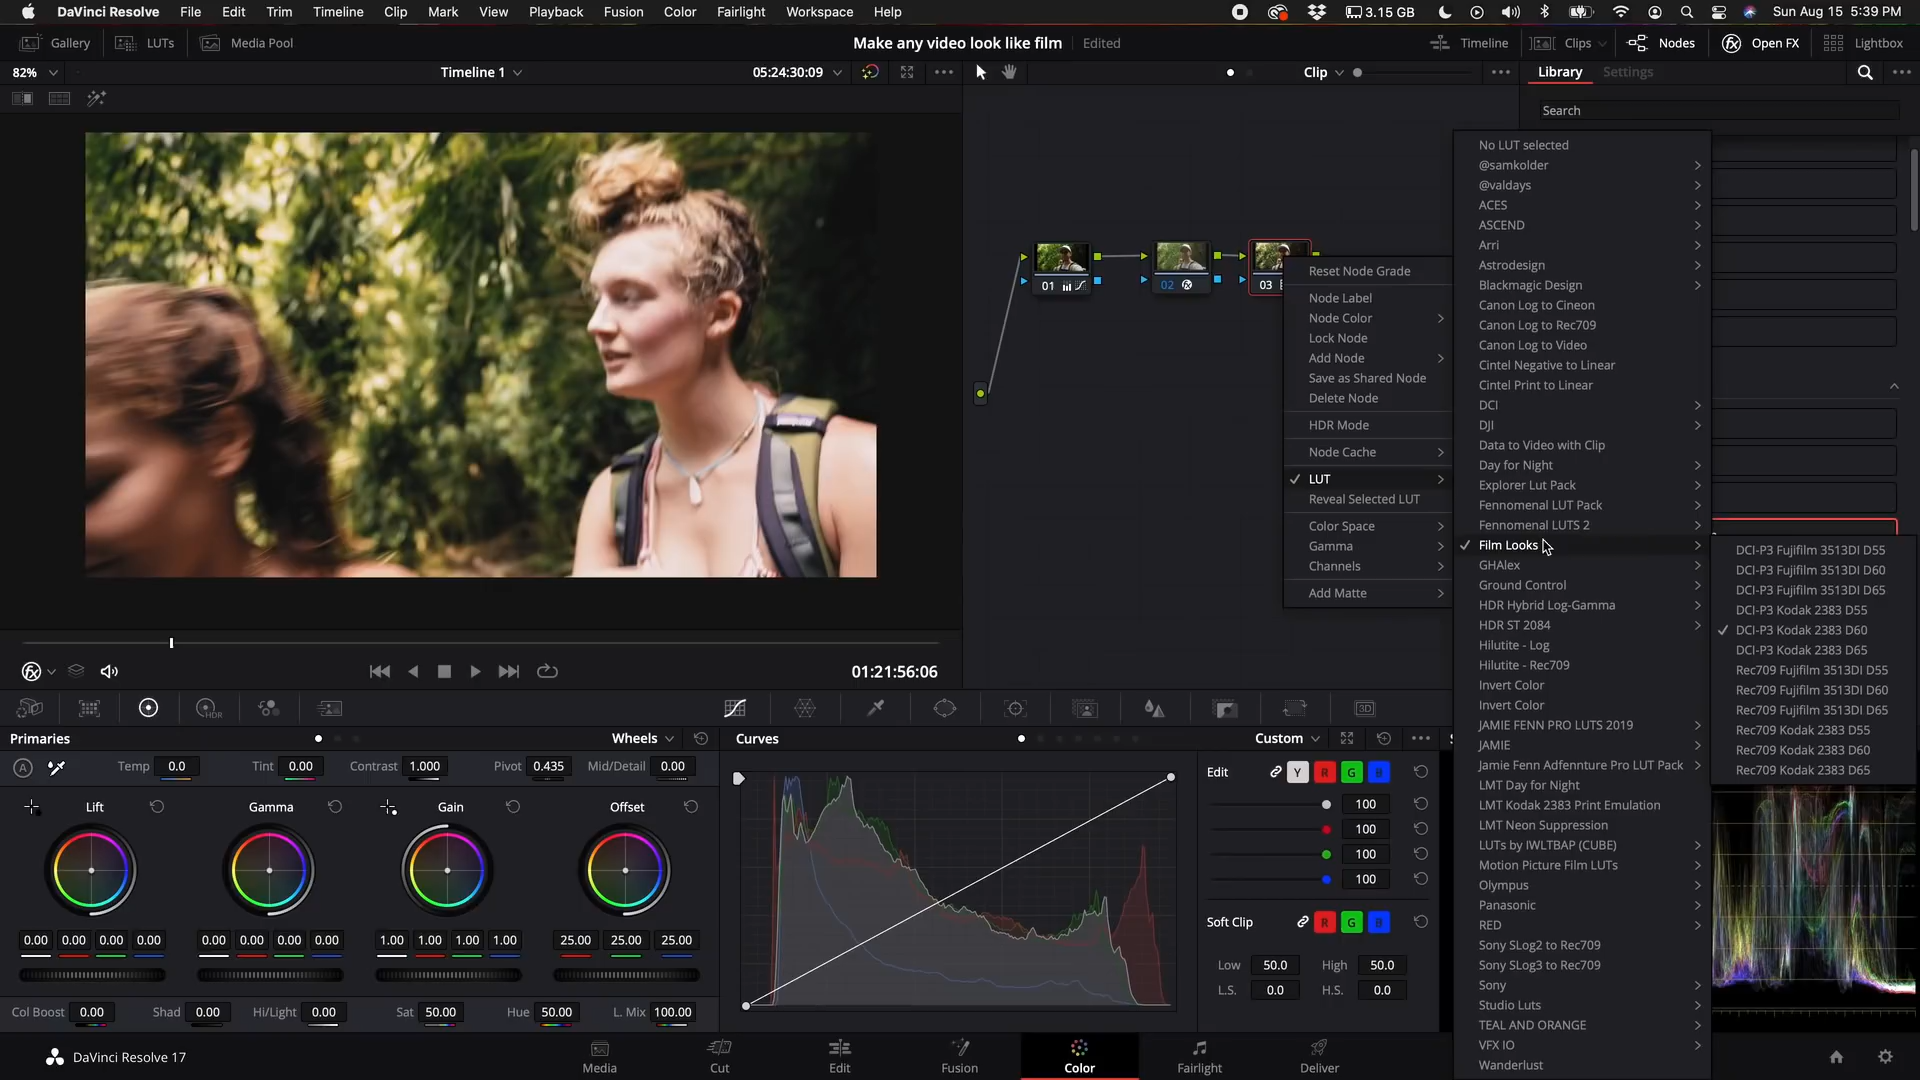 DaVinci Resolve File Edit Trim Timeline Clip Mark View Playback Fusion Color Fairlight Workspace Help 3.15 GB Sun Aug 15 5:39 PM
Gallery LUTs Media Pool Make any video look like film Edited Timeline Clips Nodes Open FX Lightbox
82% Timeline 1 05:24:30:09 Clip Library Settings
Search
01
02
03
Reset Node Grade
Node Label
Node Color
Lock Node
Add Node
Save as Shared Node
Delete Node
HDR Mode
Node Cache
LUT
Reveal Selected LUT
Color Space
Gamma
Channels
Add Matte
No LUT selected
@samkolder
@valdays
ACES
ASCEND
Arri
Astrodesign
Blackmagic Design
Canon Log to Cineon
Canon Log to Rec709
Canon Log to Video
Cintel Negative to Linear
Cintel Print to Linear
DCI
DJI
Data to Video with Clip
Day for Night
Explorer Lut Pack
Fennomenal LUT Pack
Fennomenal LUTS 2
Film Looks
GHAlex
Ground Control
HDR Hybrid Log-Gamma
HDR ST 2084
Hilutite - Log
Hilutite - Rec709
Invert Color
Invert Color
JAMIE FENN PRO LUTS 2019
JAMIE
Jamie Fenn Adfennture Pro LUT Pack
LMT Day for Night
LMT Kodak 2383 Print Emulation
LMT Neon Suppression
LUTs by IWLTBAP (CUBE)
Motion Picture Film LUTs
Olympus
Panasonic
RED
Sony SLog2 to Rec709
Sony SLog3 to Rec709
Sony
Studio Luts
TEAL AND ORANGE
VFX IO
Wanderlust
DCI-P3 Fujifilm 3513DI D55
DCI-P3 Fujifilm 3513DI D60
DCI-P3 Fujifilm 3513DI D65
DCI-P3 Kodak 2383 D55
DCI-P3 Kodak 2383 D60
DCI-P3 Kodak 2383 D65
Rec709 Fujifilm 3513DI D55
Rec709 Fujifilm 3513DI D60
Rec709 Fujifilm 3513DI D65
Rec709 Kodak 2383 D55
Rec709 Kodak 2383 D60
Rec709 Kodak 2383 D65
01:21:56:06
HDR 3D
Primaries Wheels Curves Custom
Temp 0.0 Tint 0.00 Contrast 1.000 Pivot 0.435 Mid/Detail 0.00
Lift Gamma Gain Offset
0.00 0.00 0.00 0.00 0.00 0.00 0.00 0.00 1.00 1.00 1.00 1.00 25.00 25.00 25.00
Col Boost 0.00 Shad 0.00 Hi/Light 0.00 Sat 50.00 Hue 50.00 L. Mix 100.00
Edit Y R G B
100
100
100
100
Soft Clip R G B
Low 50.0 High 50.0
L.S. 0.0 H.S. 0.0
DaVinci Resolve 17 Media Cut Edit Fusion Color Fairlight Deliver